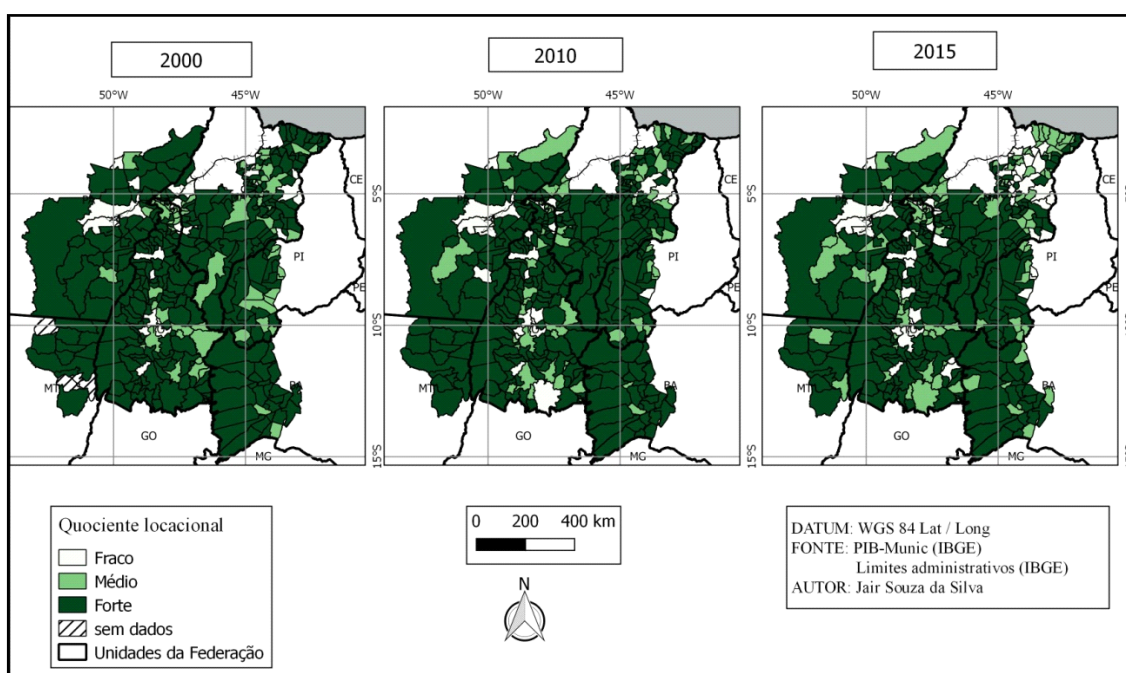 2000
2010
2015
50°W
45°W
50°W
45°W
50°W
45°W
CE
CE
CE
5°S
5°S
PI
PI
PI
PE
PE
PE
10°S
10°S
MT
MT
MT
BA
BA
BA
GO
GO
GO
MG
MG
MG
15°S
15°S
Quociente locacional
Fraco
Médio
Forte
sem dados
Unidades da Federação
0 200 400 km
N
DATUM: WGS 84 Lat / Long
FONTE: PIB-Munic (IBGE)
Limites administrativos (IBGE)
AUTOR: Jair Souza da Silva